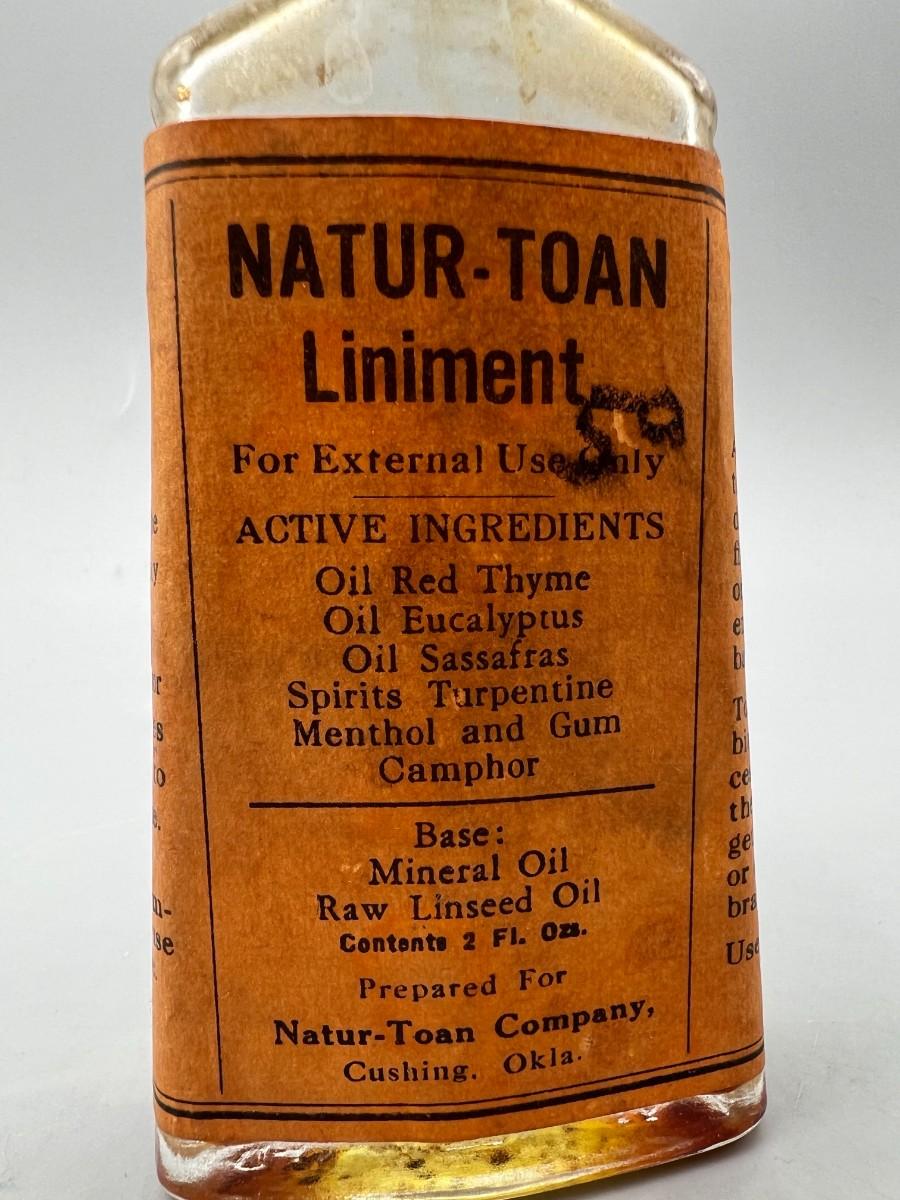 NATUR-TOAN
Liniment
59
For External Use Only
ACTIVE INGREDIENTS
Oil Red Thyme
Oil Eucalyptus
Oil Sassafras
Spirits Turpentine
Menthol and Gum
Camphor
Base:
Mineral Oil
Raw Linseed Oil
Contents 2 Fl. Ozs.
Prepared For
Natur-Toan Company,
Cushing, Okla.